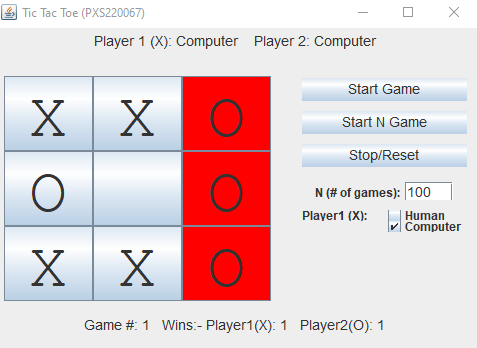 Tic Tac Toe (PXS220067)
Player 1 (X): Computer Player 2: Computer
X X O
O O
X X O
Start Game
Start N Game
Stop/Reset
N (# of games): 100
Player1 (X): Human
Computer
Game #: 1 Wins:- Player1(X): 1 Player2(O): 1